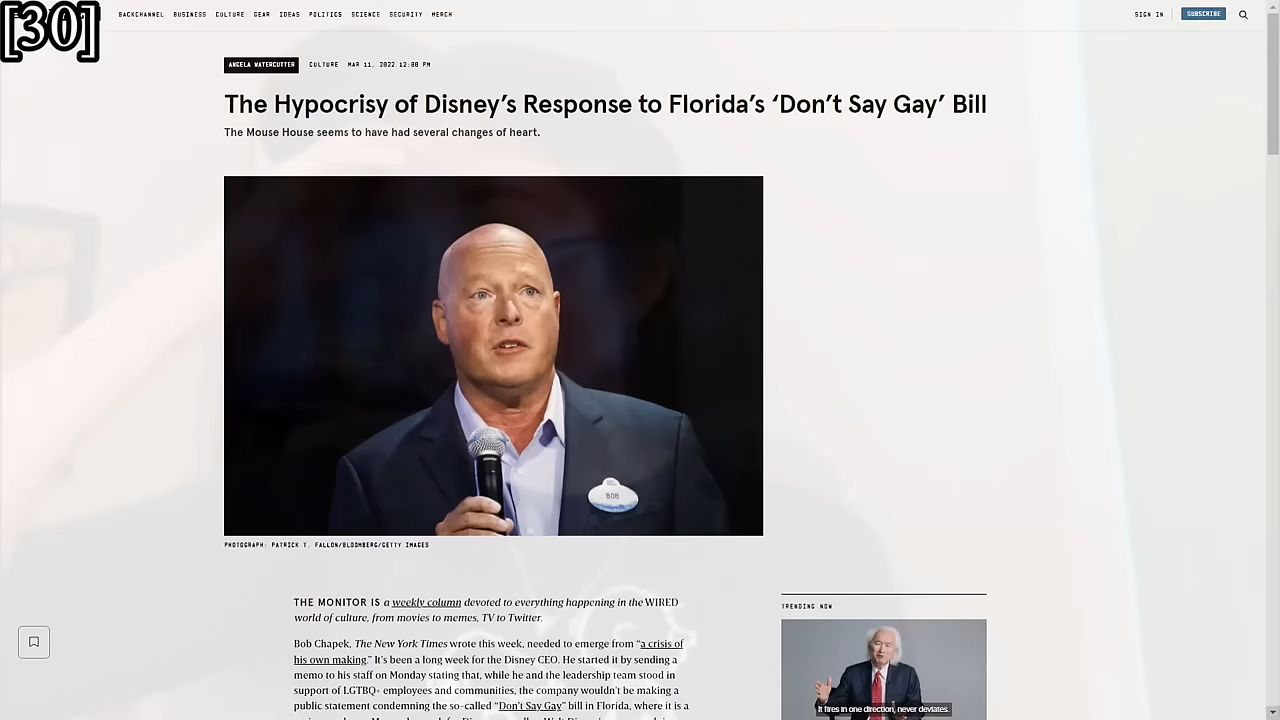 [30]
BACKCHANNEL BUSINESS CULTURE GEAR IDEAS POLITICS SCIENCE SECURITY MERCH
SIGN IN SUBSCRIBE
ANGELA WATERCUTTER CULTURE MAR 11, 2022 12:00 PM
The Hypocrisy of Disney’s Response to Florida’s ‘Don’t Say Gay’ Bill
The Mouse House seems to have had several changes of heart.
BOB
PHOTOGRAPH: PATRICK T. FALLON/BLOOMBERG/GETTY IMAGES
THE MONITOR IS a weekly column devoted to everything happening in the WIRED
world of culture, from movies to memes, TV to Twitter.
Bob Chapek, The New York Times wrote this week, needed to emerge from “a crisis of
his own making.” It’s been a long week for the Disney CEO. He started it by sending a
memo to his staff on Monday stating that, while he and the leadership team stood in
support of LGTBQ+ employees and communities, the company wouldn’t be making a
public statement condemning the so-called “Don’t Say Gay” bill in Florida, where it is a
TRENDING NOW
It fires in one direction, never deviates.